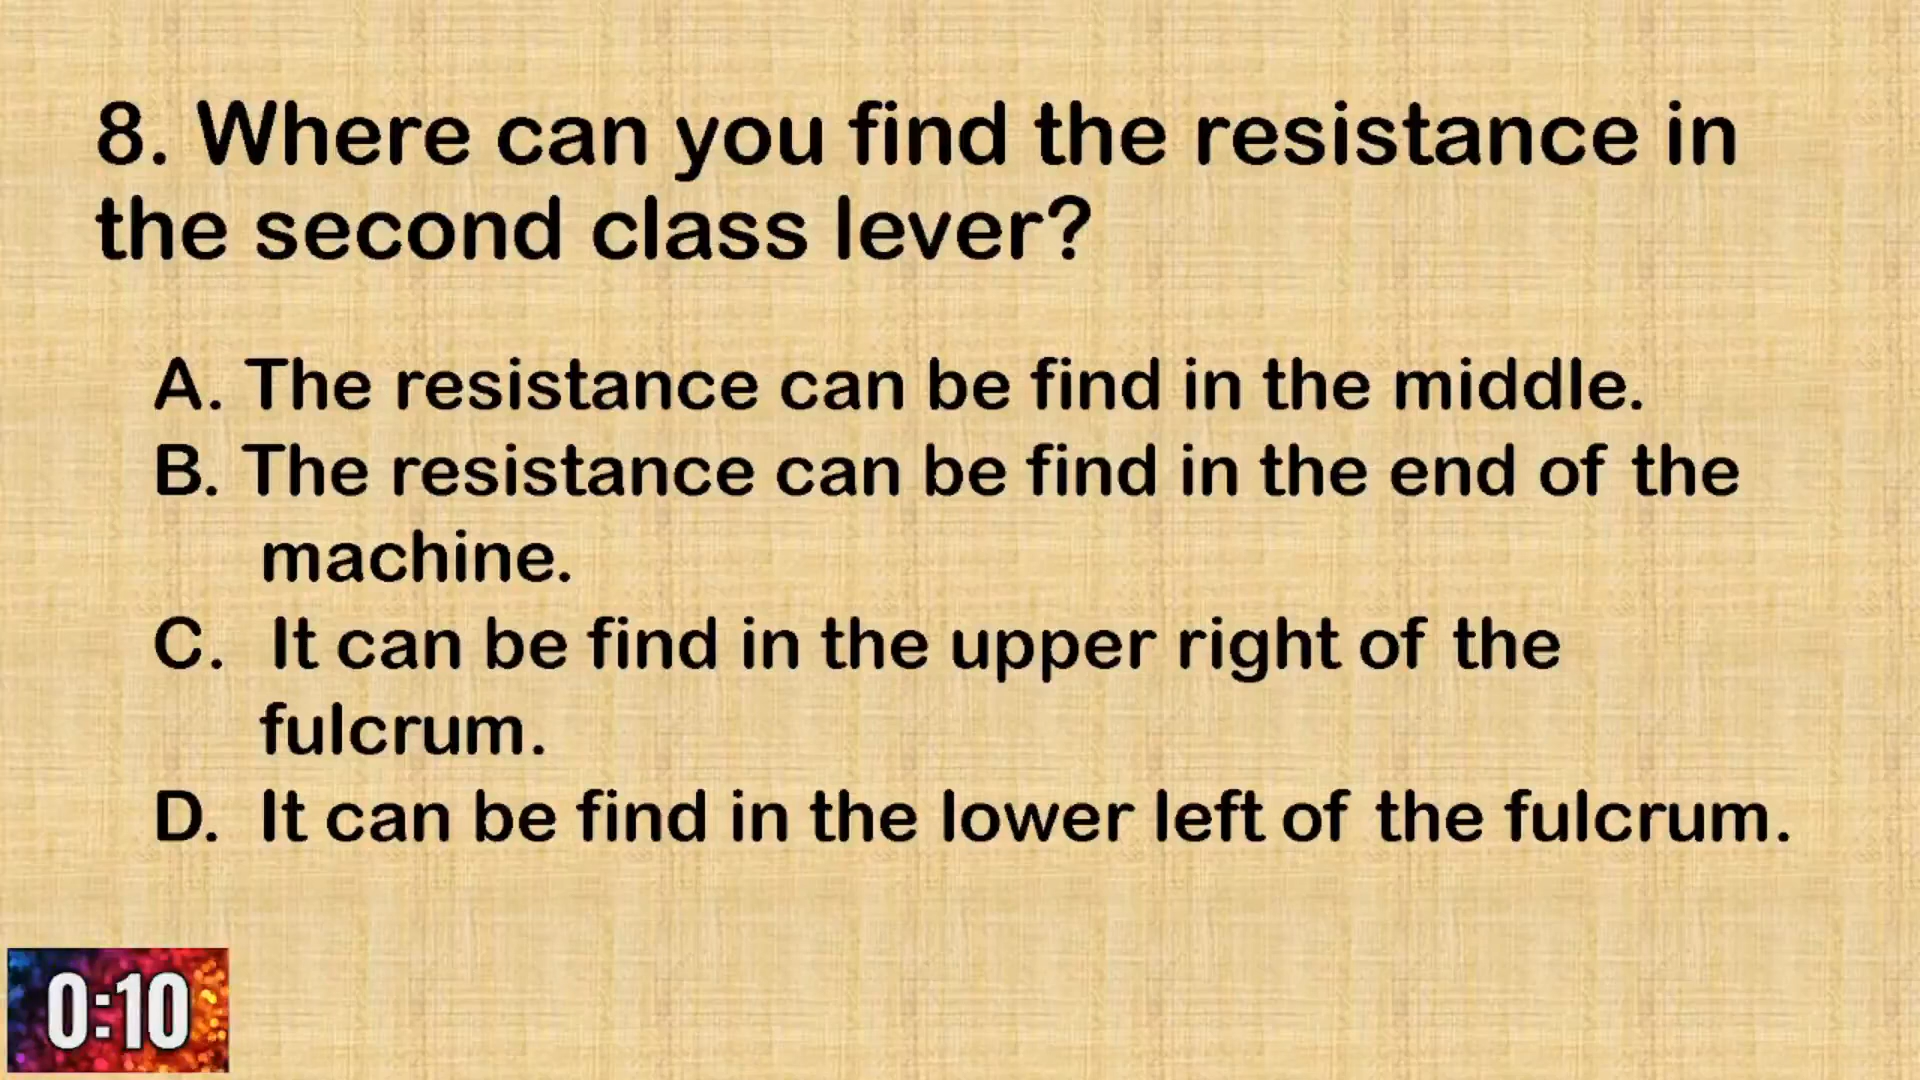 8. Where can you find the resistance in
the second class lever?
A. The resistance can be find in the middle.
B. The resistance can be find in the end of the
machine.
C. It can be find in the upper right of the
fulcrum.
D. It can be find in the lower left of the fulcrum.
0:10